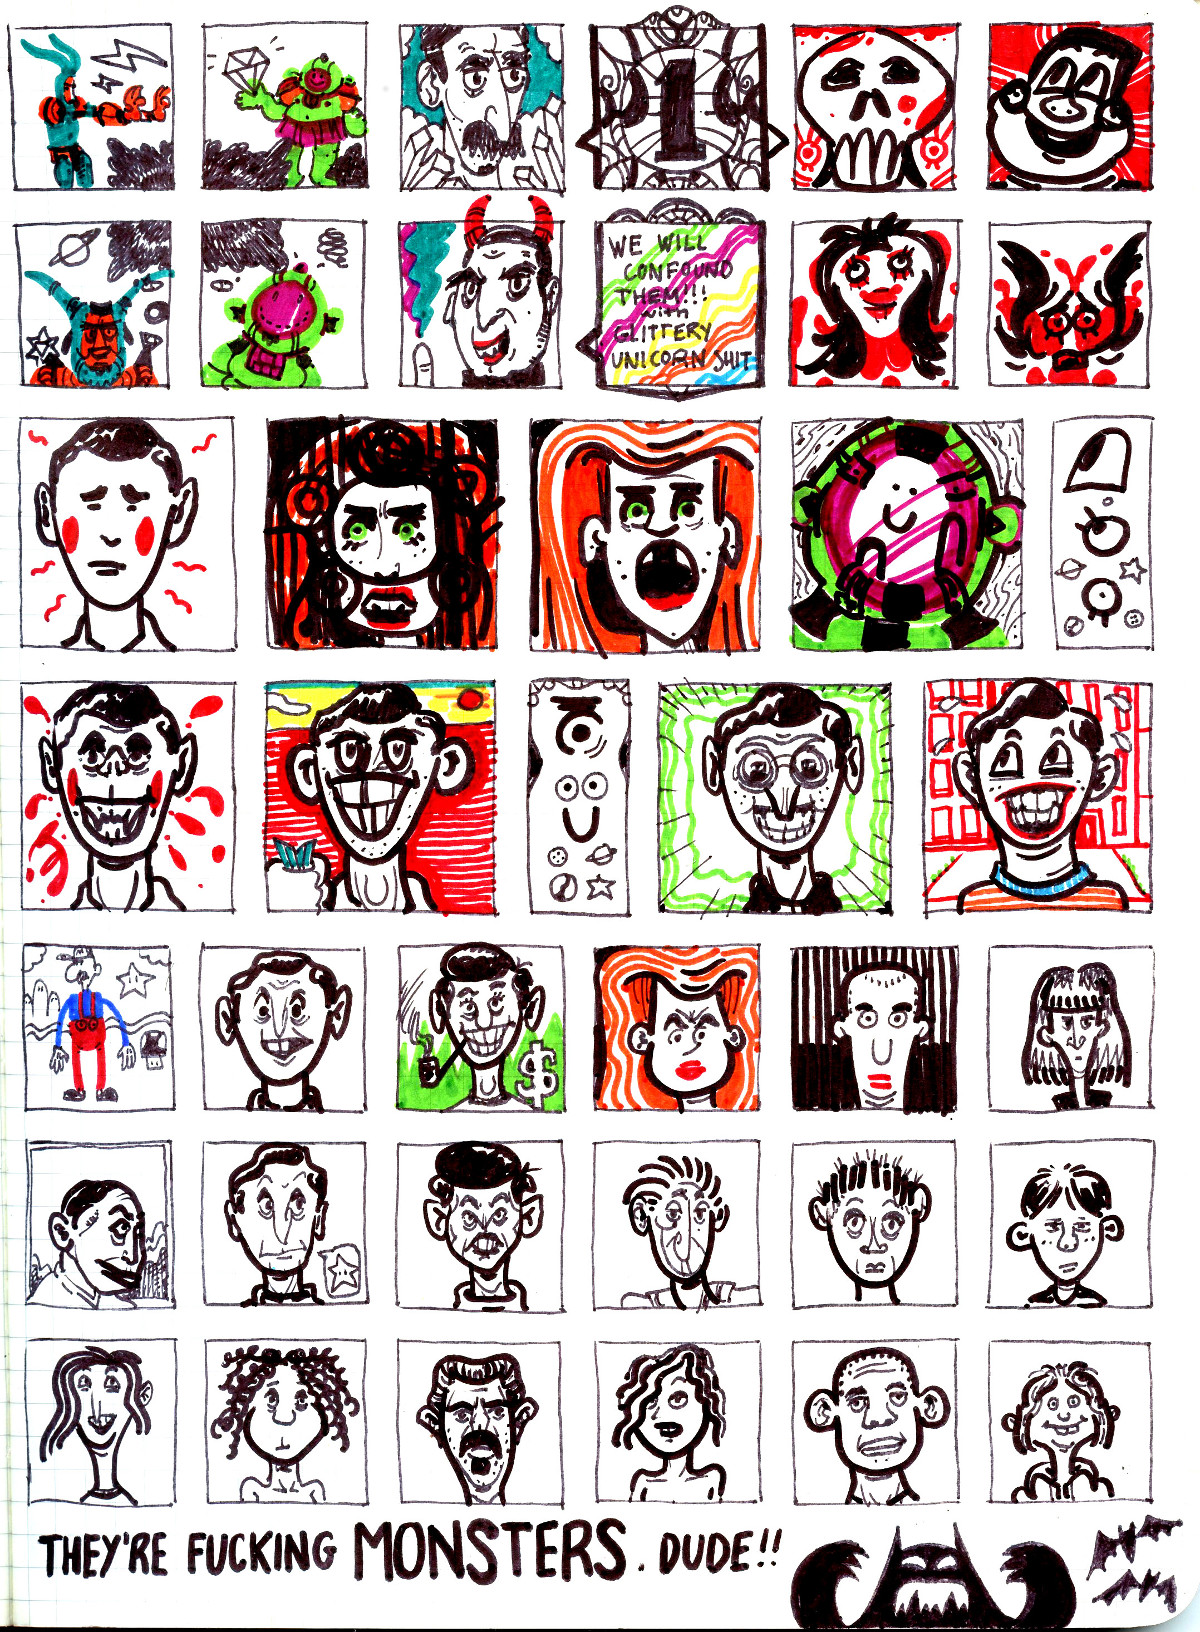 1
WE WILL
CONFOUND
THEM!!!
with
GLITTERY
UNICORN SHIT
$
THEY'RE FUCKING MONSTERS. DUDE!!